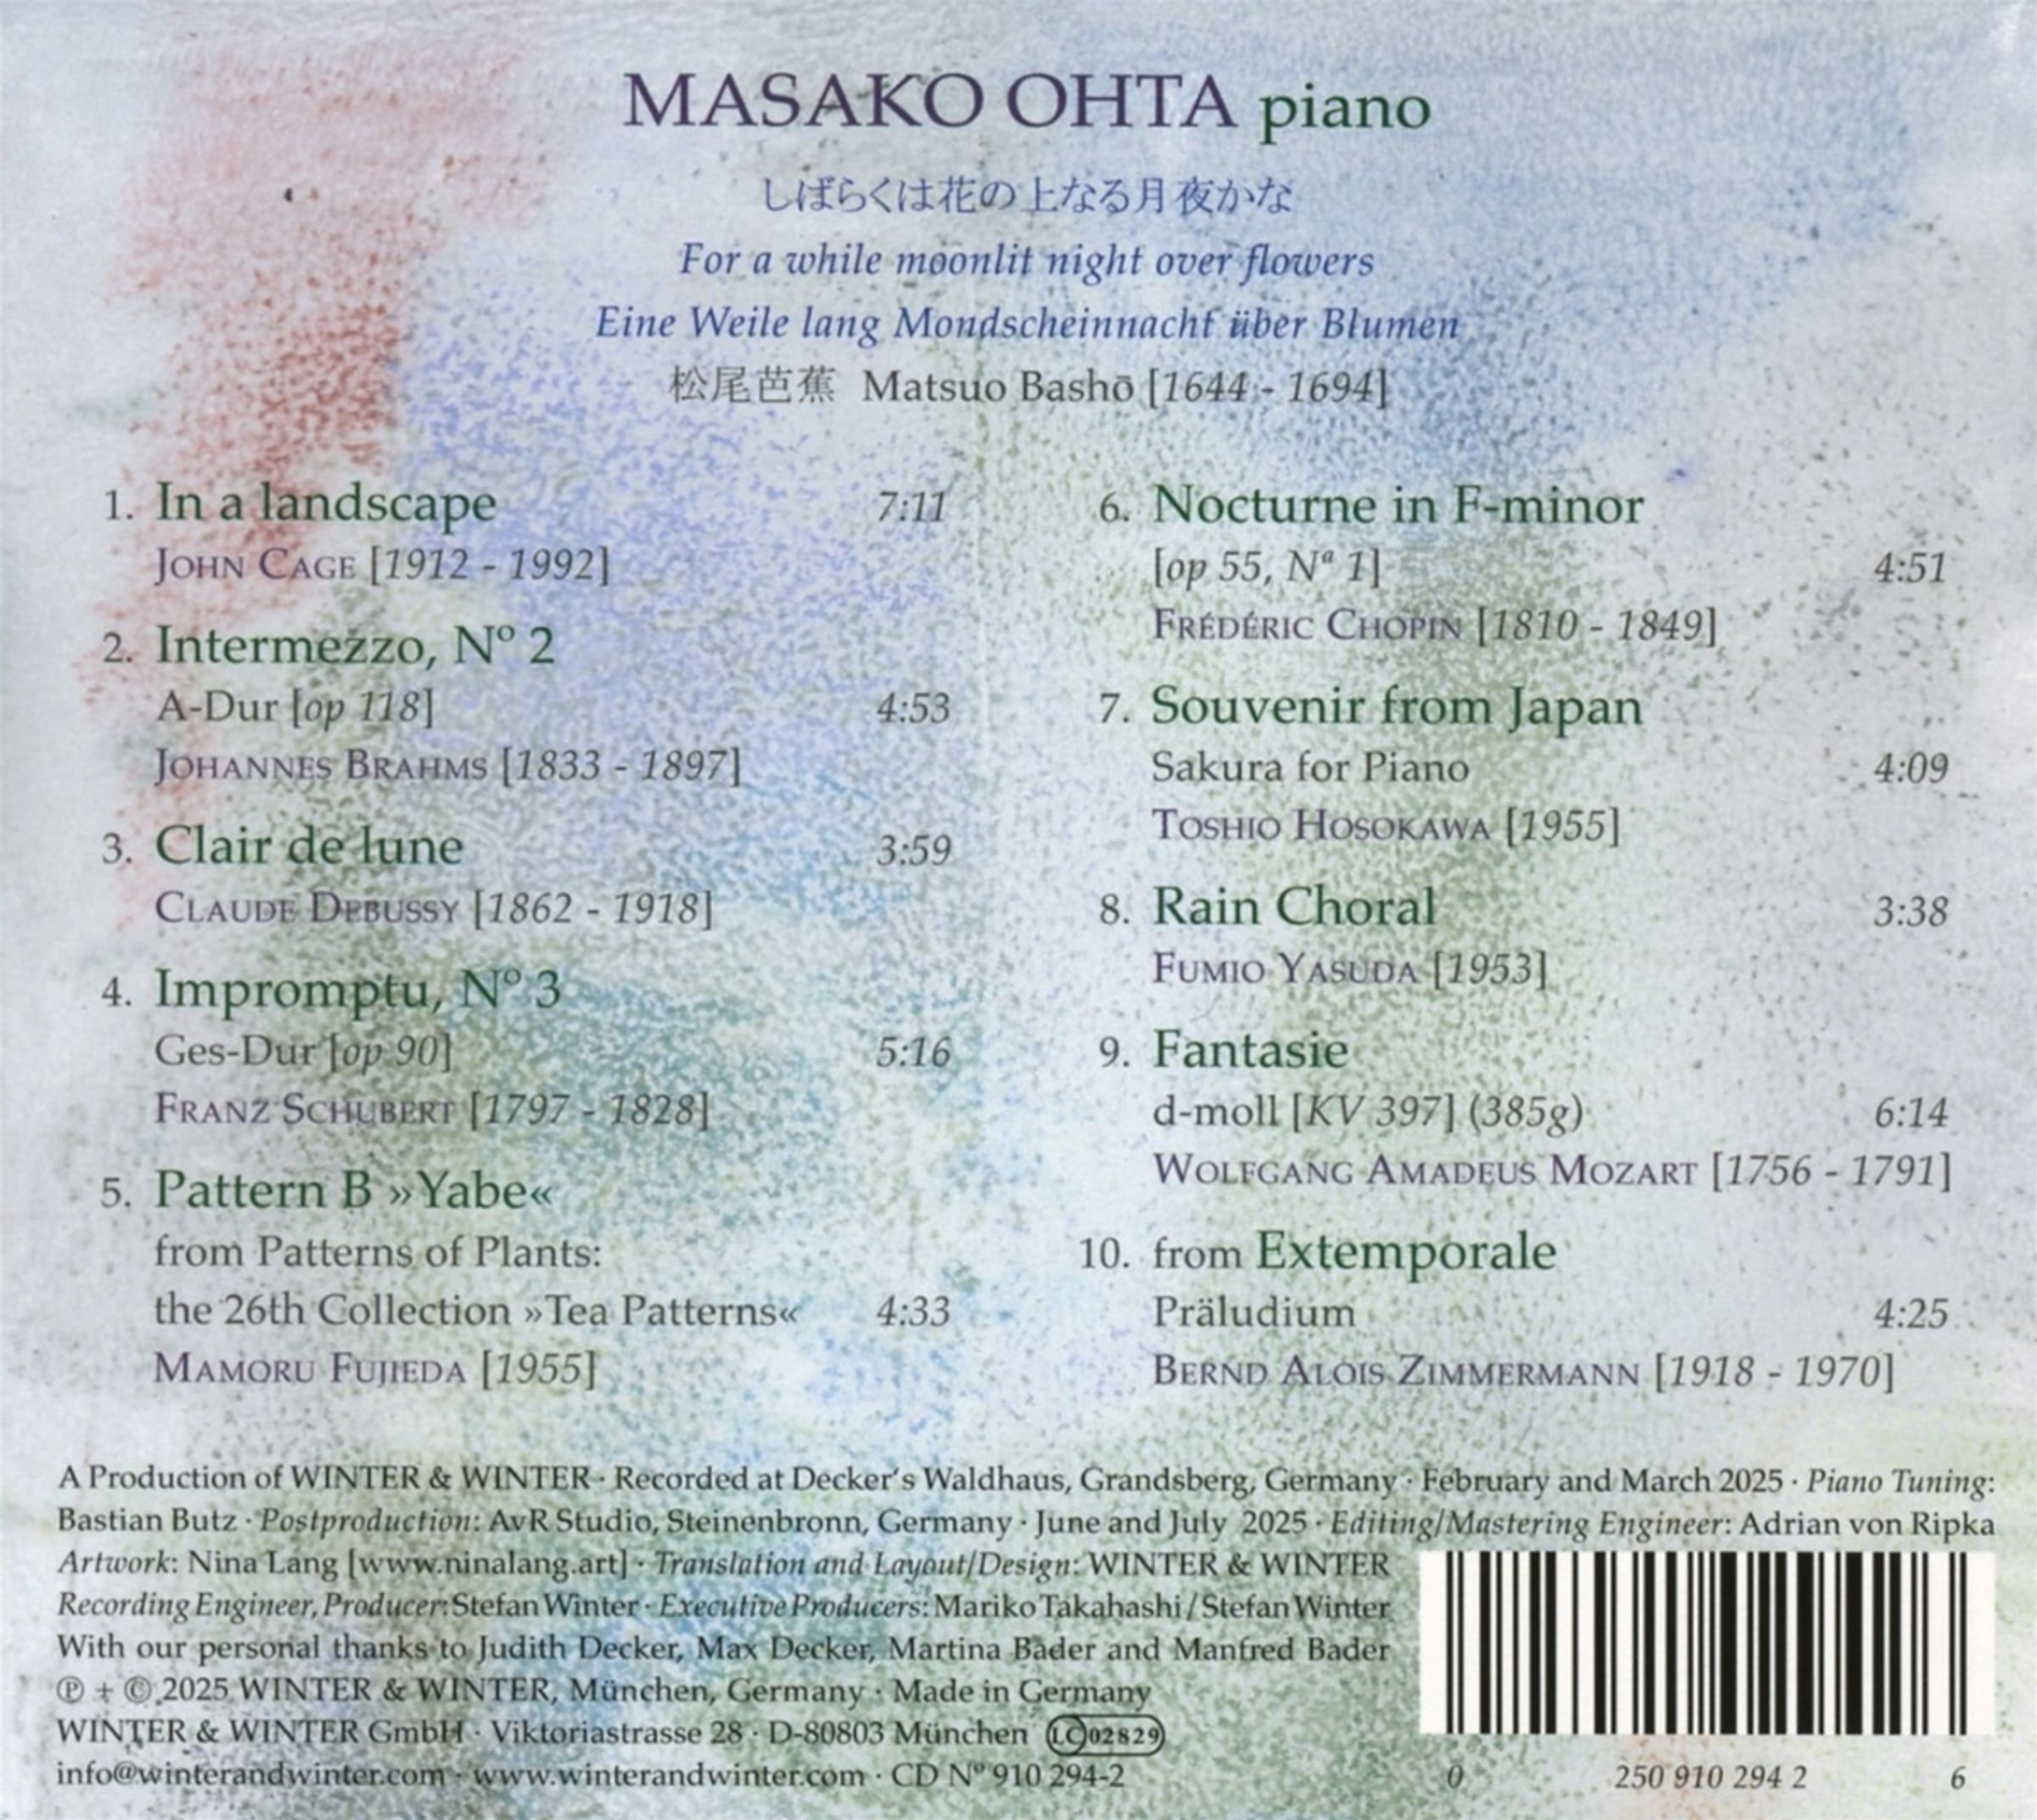 MASAKO OHTA piano
しばらくは花の上なる月夜かな
For a while moonlit night over flowers
Eine Weile lang Mondscheinnacht über Blumen
松尾芭蕉 Matsuo Bashō [1644 - 1694]
1. In a landscape 7:11
JOHN CAGE [1912 - 1992]
2. Intermezzo, Nº 2
A-Dur [op 118] 4:53
JOHANNES BRAHMS [1833 - 1897]
3. Clair de lune 3:59
CLAUDE DEBUSSY [1862 - 1918]
4. Impromptu, Nº 3
Ges-Dur [op 90] 5:16
FRANZ SCHUBERT [1797 - 1828]
5. Pattern B »Yabe«
from Patterns of Plants:
the 26th Collection »Tea Patterns« 4:33
MAMORU FUJIEDA [1955]
6. Nocturne in F-minor
[op 55, Nª 1] 4:51
FRÉDÉRIC CHOPIN [1810 - 1849]
7. Souvenir from Japan
Sakura for Piano 4:09
TOSHIO HOSOKAWA [1955]
8. Rain Choral 3:38
FUMIO YASUDA [1953]
9. Fantasie
d-moll [KV 397] (385g) 6:14
WOLFGANG AMADEUS MOZART [1756 - 1791]
10. from Extemporale
Präludium 4:25
BERND ALOIS ZIMMERMANN [1918 - 1970]
A Production of WINTER & WINTER · Recorded at Decker's Waldhaus, Grandsberg, Germany · February and March 2025 · Piano Tuning:
Bastian Butz · Postproduction: AvR Studio, Steinenbronn, Germany · June and July 2025 · Editing/Mastering Engineer: Adrian von Ripka
Artwork: Nina Lang [www.ninalang.art] · Translation and Layout/Design: WINTER & WINTER
Recording Engineer, Producer: Stefan Winter · Executive Producers: Mariko Takahashi / Stefan Winter
With our personal thanks to Judith Decker, Max Decker, Martina Bader and Manfred Bader
℗ + © 2025 WINTER & WINTER, München, Germany · Made in Germany
WINTER & WINTER GmbH · Viktoriastrasse 28 · D-80803 München LC 02829
info@winterandwinter.com · www.winterandwinter.com · CD Nº 910 294-2
0 250 910 294 2 6